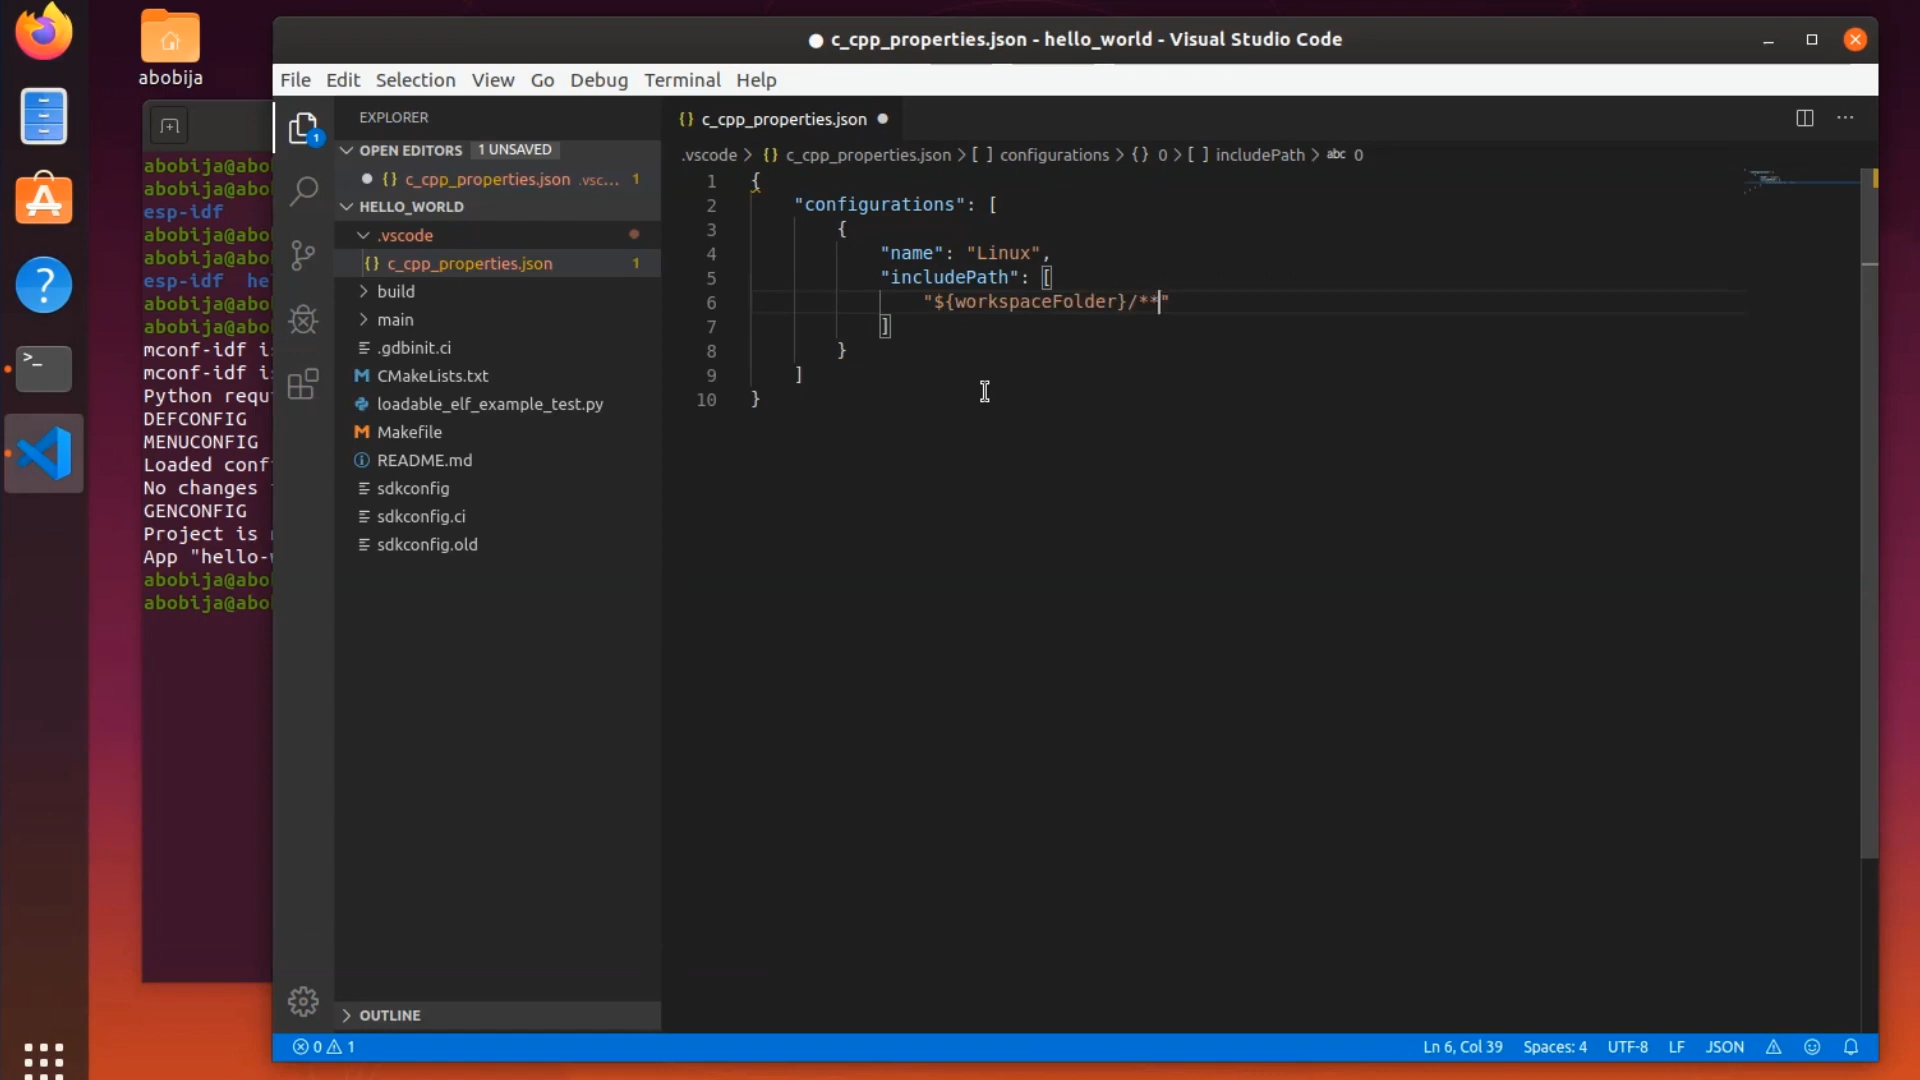 abobija
c_cpp_properties.json - hello_world - Visual Studio Code
File Edit Selection View Go Debug Terminal Help
EXPLORER
OPEN EDITORS 1 UNSAVED
{} c_cpp_properties.json .vsc... 1
HELLO_WORLD
.vscode
{} c_cpp_properties.json 1
build
main
.gdbinit.ci
CMakeLists.txt
loadable_elf_example_test.py
Makefile
README.md
sdkconfig
sdkconfig.ci
sdkconfig.old
OUTLINE
{} c_cpp_properties.json
.vscode > {} c_cpp_properties.json > [ ] configurations > {} 0 > [ ] includePath > abc 0
1 {
2 "configurations": [
3 {
4 "name": "Linux",
5 "includePath": [
6 "${workspaceFolder}/**"
7 ]
8 }
9 ]
10 }
abobija@abo
abobija@abo
esp-idf
abobija@abo
abobija@abo
esp-idf he
abobija@abo
abobija@abo
mconf-idf i
mconf-idf i
Python requ
DEFCONFIG
MENUCONFIG
Loaded conf
No changes
GENCONFIG
Project is
App "hello-
abobija@abo
abobija@abo
0 1
Ln 6, Col 39 Spaces: 4 UTF-8 LF JSON